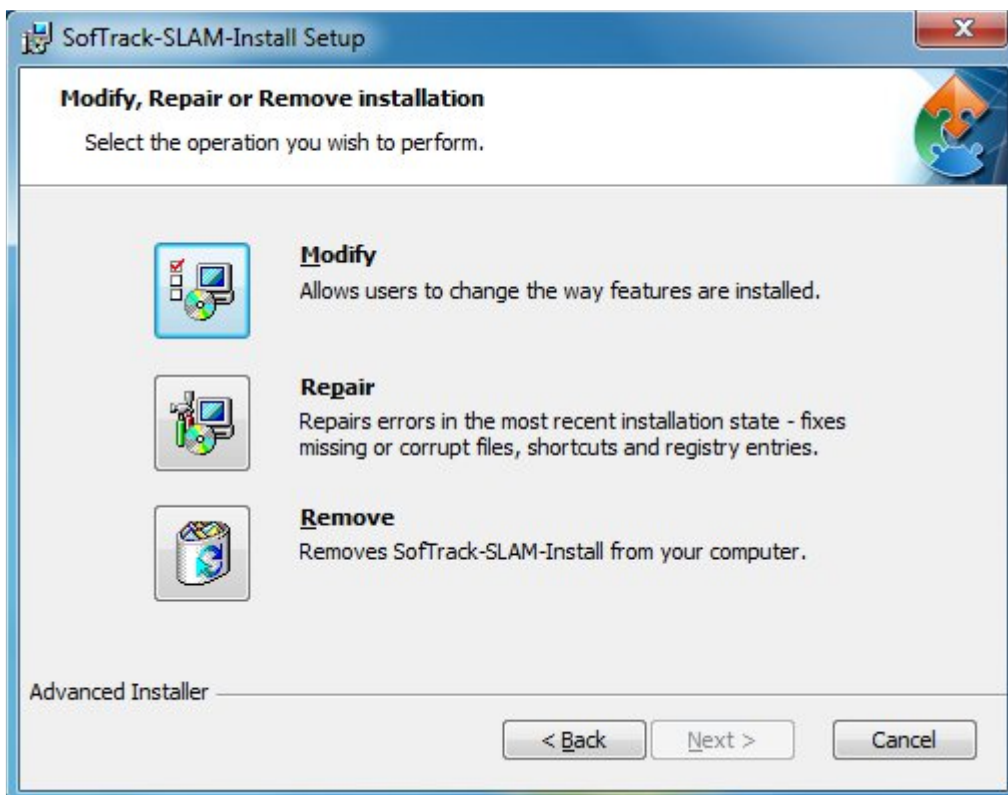 SofTrack-SLAM-Install Setup
Modify, Repair or Remove installation
Select the operation you wish to perform.
Modify
Allows users to change the way features are installed.
Repair
Repairs errors in the most recent installation state - fixes
missing or corrupt files, shortcuts and registry entries.
Remove
Removes SofTrack-SLAM-Install from your computer.
Advanced Installer
< Back
Next >
Cancel